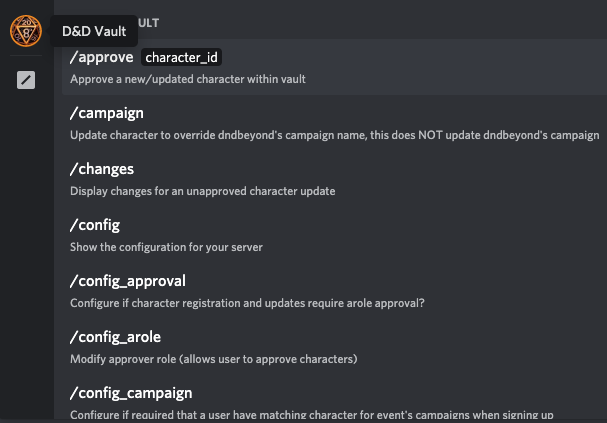 20
8
D&D Vault
ULT
/approve character_id
Approve a new/updated character within vault
/campaign
Update character to override dndbeyond's campaign name, this does NOT update dndbeyond's campaign
/changes
Display changes for an unapproved character update
/config
Show the configuration for your server
/config_approval
Configure if character registration and updates require arole approval?
/config_arole
Modify approver role (allows user to approve characters)
/config_campaign
Configure if required that a user have matching character for event's campaigns when signing up